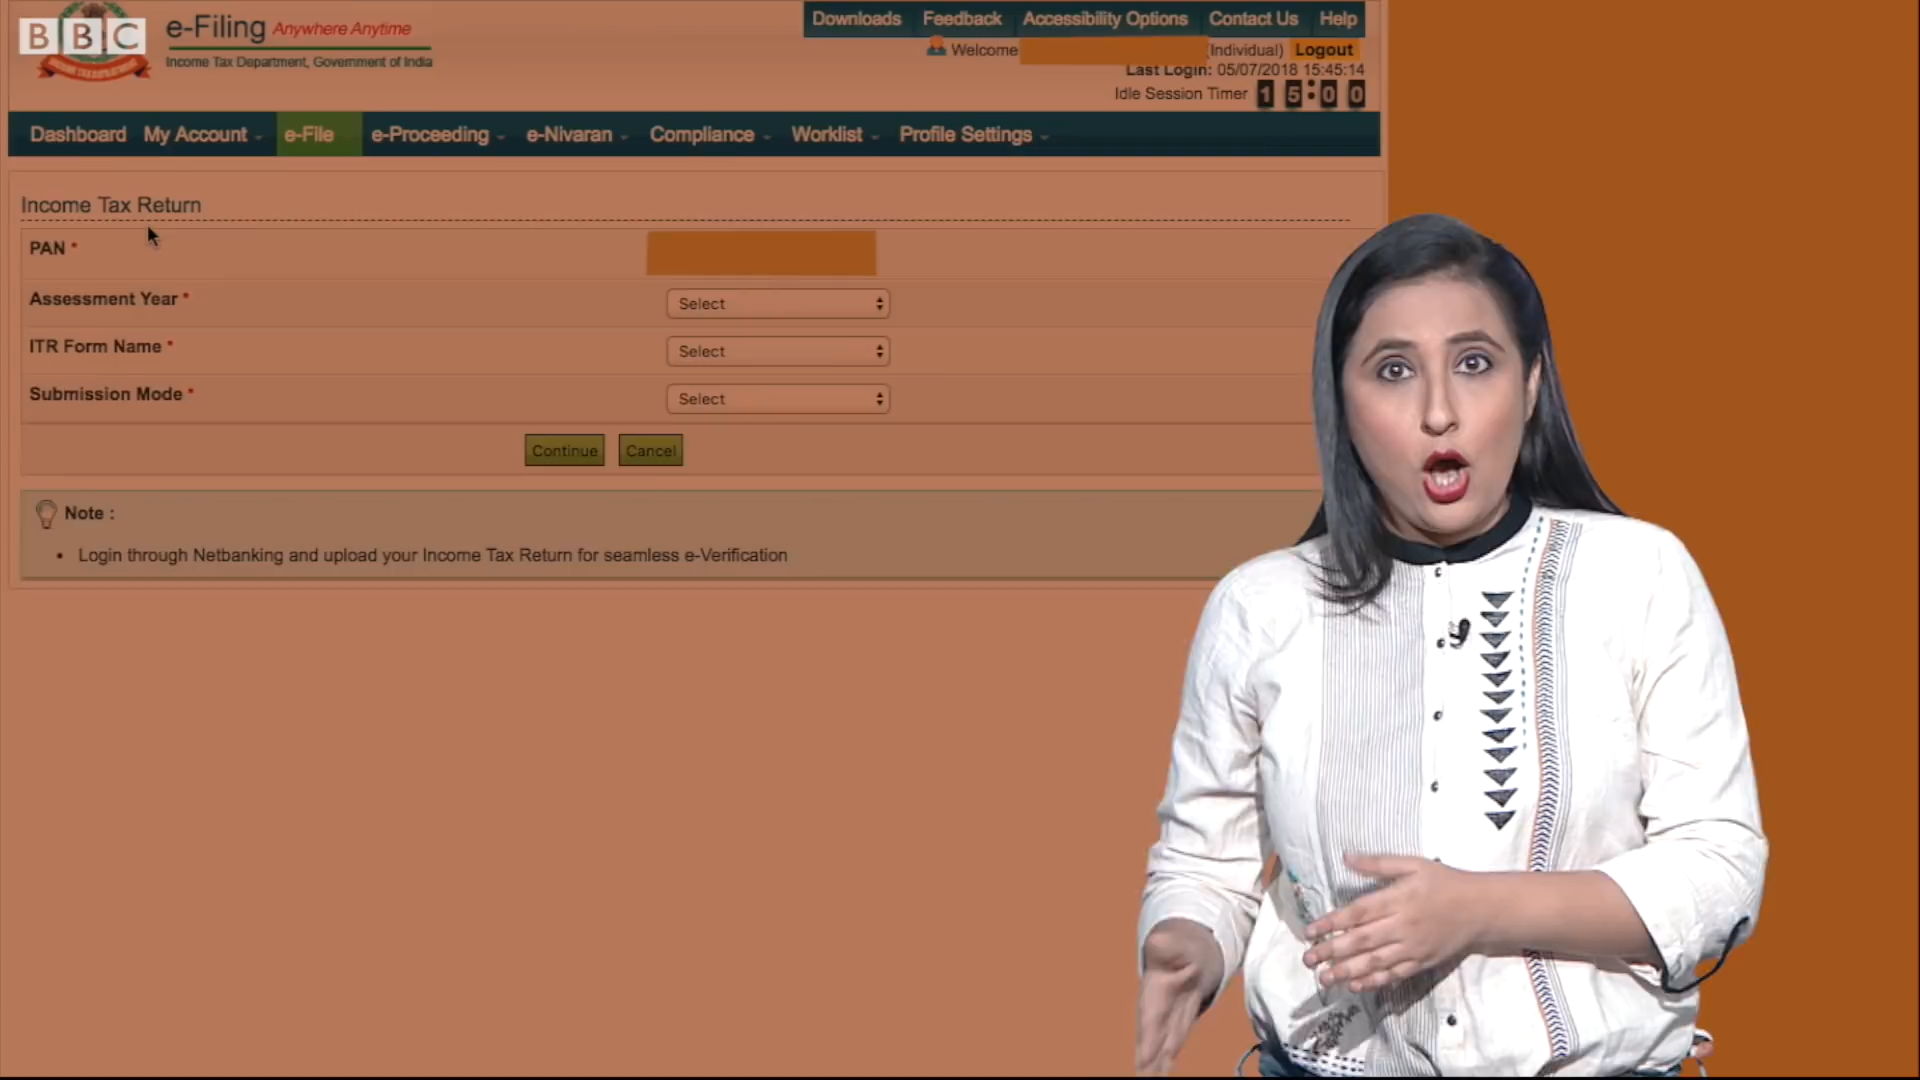 BBC
e-Filing Anywhere Anytime
Income Tax Department, Government of India
Downloads Feedback Accessibility Options Contact Us Help
Welcome (Individual) Logout
Last Login: 05/07/2018 15:45:14
Idle Session Timer 15:00
Dashboard My Account e-File e-Proceeding e-Nivaran Compliance Worklist Profile Settings
Income Tax Return
PAN *
Assessment Year * Select
ITR Form Name * Select
Submission Mode * Select
Continue Cancel
Note :
• Login through Netbanking and upload your Income Tax Return for seamless e-Verification